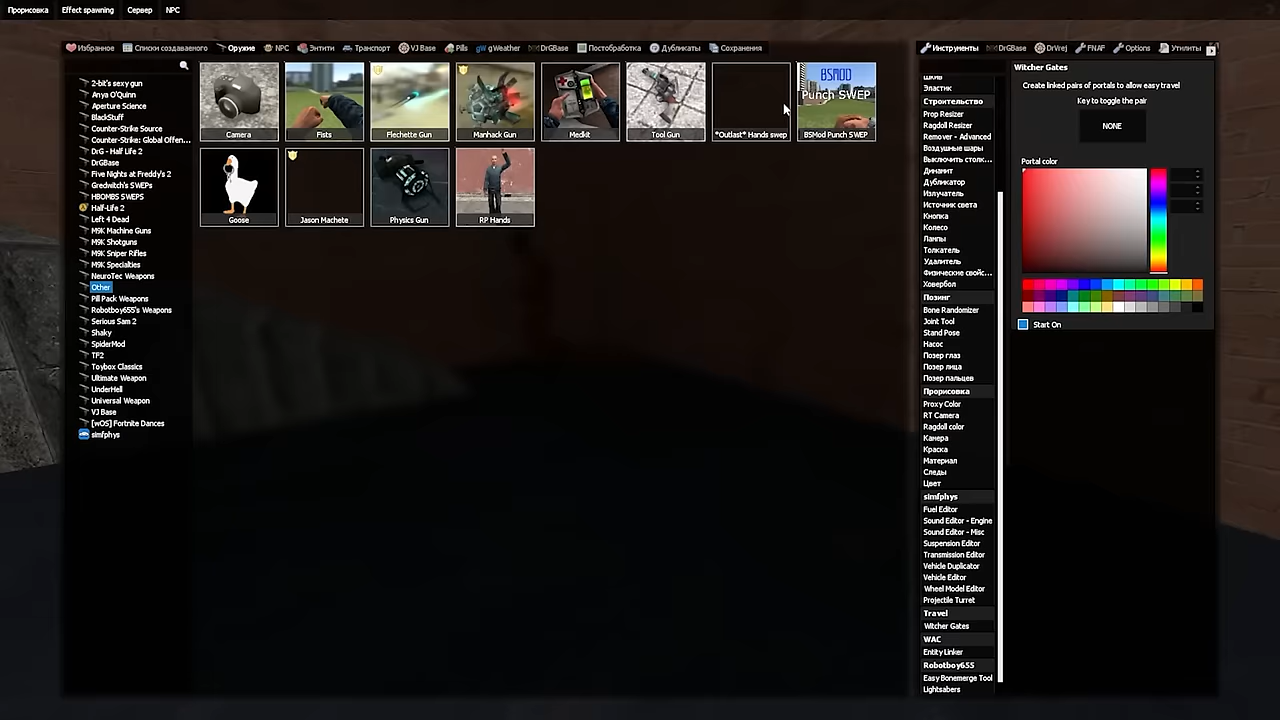 Прорисовка Effect spawning Сервер NPC
Избранное Списки создаваемого Оружие NPC Энтити Транспорт VJ Base Pills gWeather DrGBase Постобработка Дубликаты Сохранения
2-bit's sexy gun
Anya O'Quinn
Aperture Science
BlackStuff
Counter-Strike Source
Counter-Strike: Global Offen...
DrG - Half Life 2
DrGBase
Five Nights at Freddy's 2
Gredwitch's SWEPs
HBOMBS SWEPS
Half-Life 2
Left 4 Dead
M9K Machine Guns
M9K Shotguns
M9K Sniper Rifles
M9K Specialties
NeuroTec Weapons
Other
Pill Pack Weapons
Robotboy655's Weapons
Serious Sam 2
Shaky
SpiderMod
TF2
Toybox Classics
Ultimate Weapon
UnderHell
Universal Weapon
VJ Base
[wOS] Fortnite Dances
simfphys
BSMOD
Punch SWEP
Camera Fists Flechette Gun Manhack Gun Medkit Tool Gun *Outlast* Hands swep BSMod Punch SWEP
Goose Jason Machete Physics Gun RP Hands
Инструменты DrGBase DrVrej FNAF Options Утилиты
Шкив
Эластик
Строительство
Prop Resizer
Ragdoll Resizer
Remover - Advanced
Воздушные шары
Выключить столк...
Динамит
Дубликатор
Излучатель
Источник света
Кнопка
Колесо
Лампы
Толкатель
Удалитель
Физические свойс...
Ховербол
Позинг
Bone Randomizer
Joint Tool
Stand Pose
Насос
Позер глаз
Позер лица
Позер пальцев
Прорисовка
Proxy Color
RT Camera
Ragdoll color
Камера
Краска
Материал
Следы
Цвет
simfphys
Fuel Editor
Sound Editor - Engine
Sound Editor - Misc
Suspension Editor
Transmission Editor
Vehicle Duplicator
Vehicle Editor
Wheel Model Editor
Projectile Turret
Travel
Witcher Gates
WAC
Entity Linker
Robotboy655
Easy Bonemerge Tool
Lightsabers
Witcher Gates
Create linked pairs of portals to allow easy travel
Key to toggle the pair
NONE
Portal color
Start On